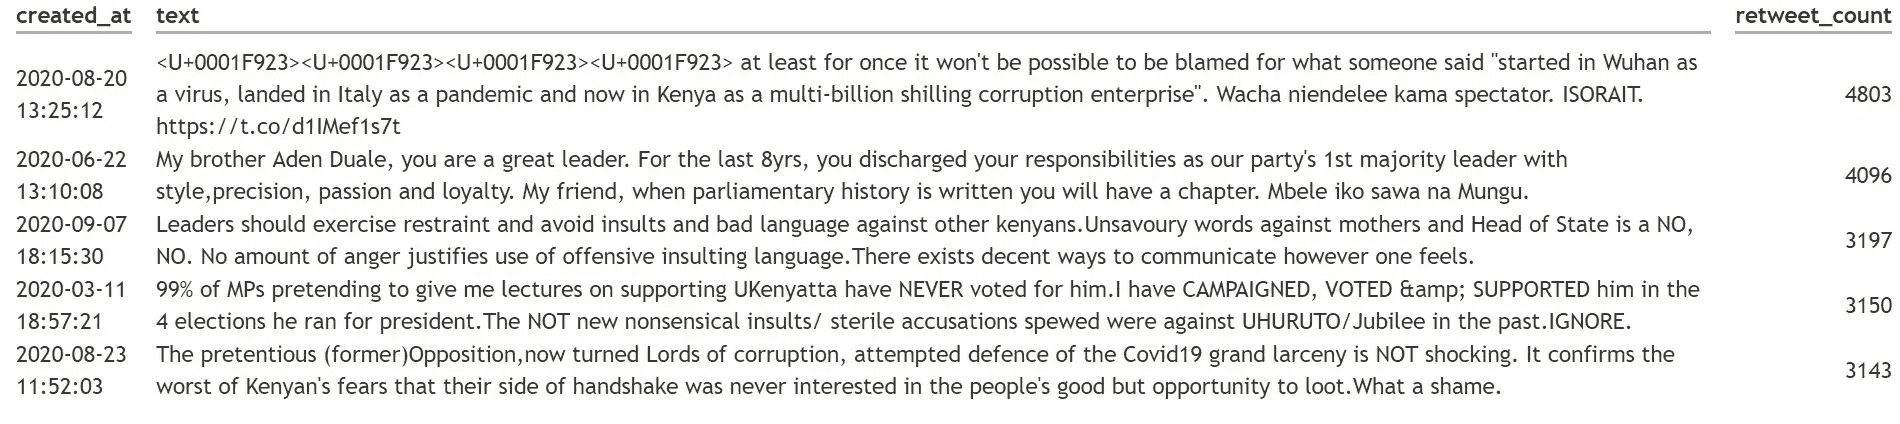 created_at text retweet_count
<U+0001F923><U+0001F923><U+0001F923><U+0001F923> at least for once it won't be possible to be blamed for what someone said "started in Wuhan as
2020-08-20
a virus, landed in Italy as a pandemic and now in Kenya as a multi-billion shilling corruption enterprise". Wacha niendelee kama spectator. ISORAIT.
4803
13:25:12
https://t.co/d1IMef1s7t
2020-06-22 My brother Aden Duale, you are a great leader. For the last 8yrs, you discharged your responsibilities as our party's 1st majority leader with
4096
13:10:08 style,precision, passion and loyalty. My friend, when parliamentary history is written you will have a chapter. Mbele iko sawa na Mungu.
2020-09-07 Leaders should exercise restraint and avoid insults and bad language against other kenyans.Unsavoury words against mothers and Head of State is a NO,
3197
18:15:30 NO. No amount of anger justifies use of offensive insulting language.There exists decent ways to communicate however one feels.
2020-03-11 99% of MPs pretending to give me lectures on supporting UKenyatta have NEVER voted for him.I have CAMPAIGNED, VOTED &amp; SUPPORTED him in the
3150
18:57:21 4 elections he ran for president.The NOT new nonsensical insults/ sterile accusations spewed were against UHURUTO/Jubilee in the past.IGNORE.
2020-08-23 The pretentious (former)Opposition,now turned Lords of corruption, attempted defence of the Covid19 grand larceny is NOT shocking. It confirms the
3143
11:52:03 worst of Kenyan's fears that their side of handshake was never interested in the people's good but opportunity to loot.What a shame.